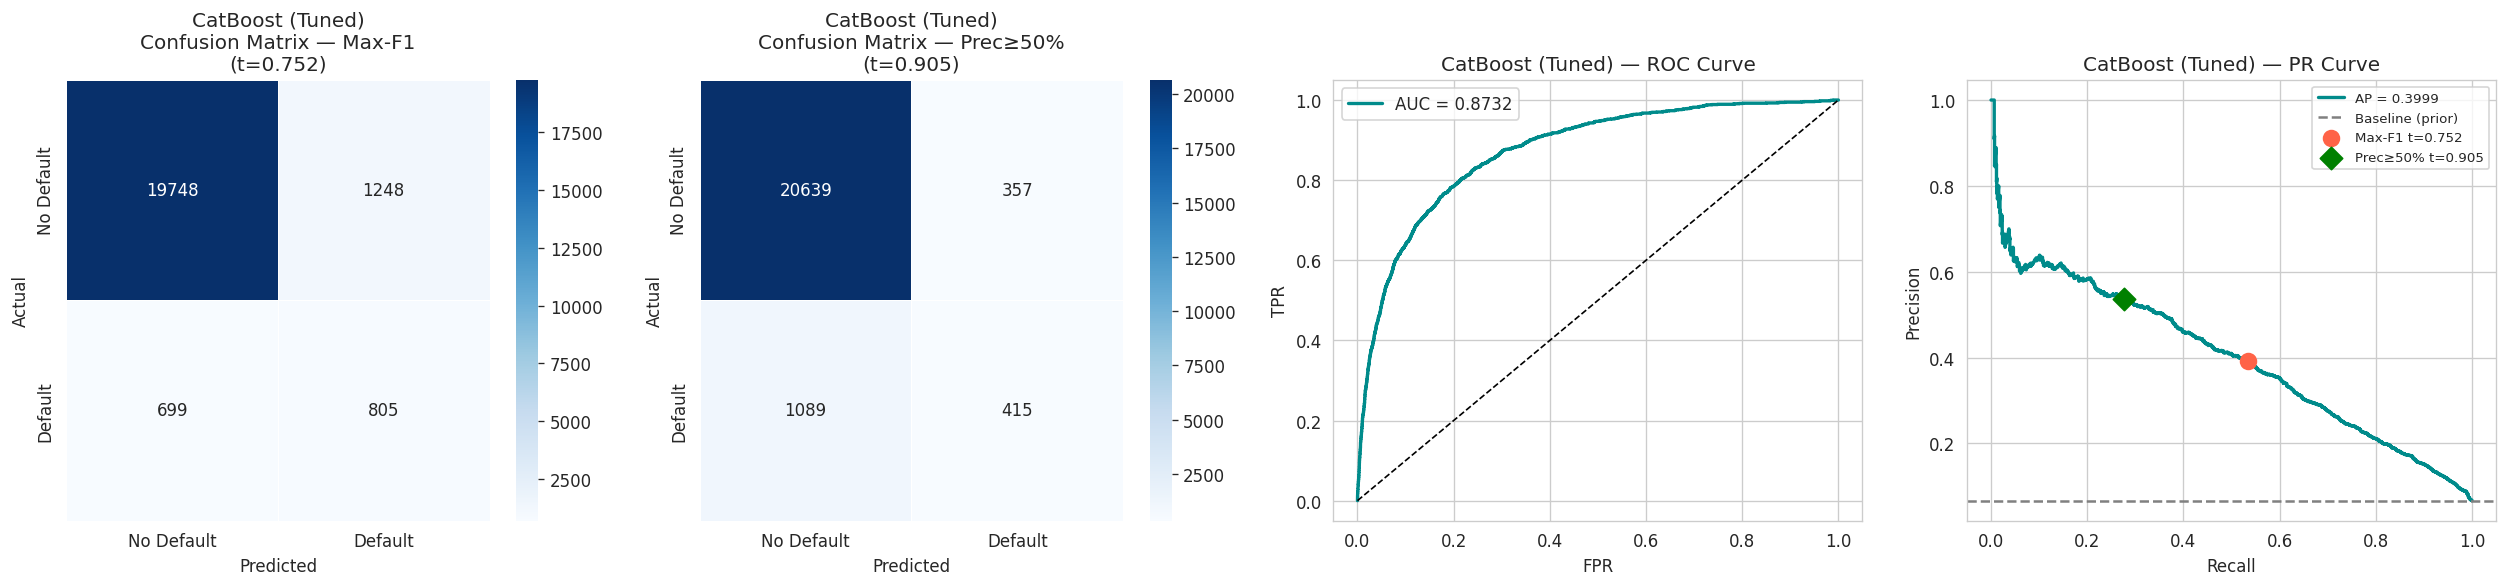 CatBoost (Tuned)
Confusion Matrix — Max-F1
(t=0.752)
Actual
No Default
Default
19748
1248
699
805
No Default
Default
Predicted
17500
15000
12500
10000
7500
5000
2500
CatBoost (Tuned)
Confusion Matrix — Prec≥50%
(t=0.905)
Actual
No Default
Default
20639
357
1089
415
No Default
Default
Predicted
20000
17500
15000
12500
10000
7500
5000
2500
CatBoost (Tuned) — ROC Curve
AUC = 0.8732
TPR
1.0
0.8
0.6
0.4
0.2
0.0
0.0
0.2
0.4
0.6
0.8
1.0
FPR
CatBoost (Tuned) — PR Curve
AP = 0.3999
Baseline (prior)
Max-F1 t=0.752
Prec≥50% t=0.905
Precision
1.0
0.8
0.6
0.4
0.2
0.0
0.2
0.4
0.6
0.8
1.0
Recall